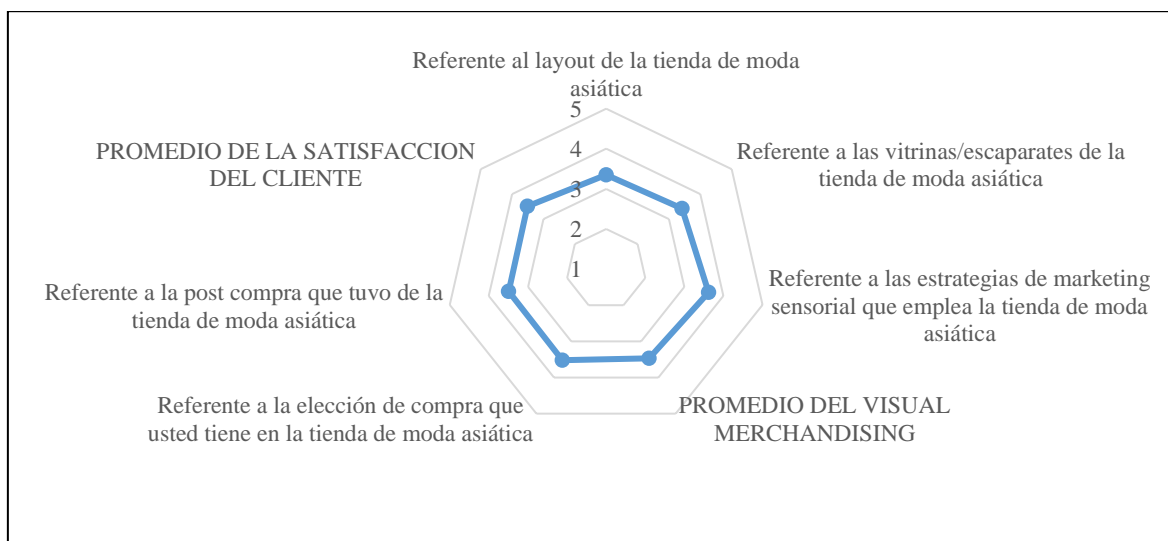 Referente al layout de la tienda de moda
asiática
5
4
3
2
1
Referente a las vitrinas/escaparates de la
tienda de moda asiática
Referente a las estrategias de marketing
sensorial que emplea la tienda de moda
asiática
PROMEDIO DEL VISUAL
MERCHANDISING
Referente a la elección de compra que
usted tiene en la tienda de moda asiática
Referente a la post compra que tuvo de la
tienda de moda asiática
PROMEDIO DE LA SATISFACCION
DEL CLIENTE